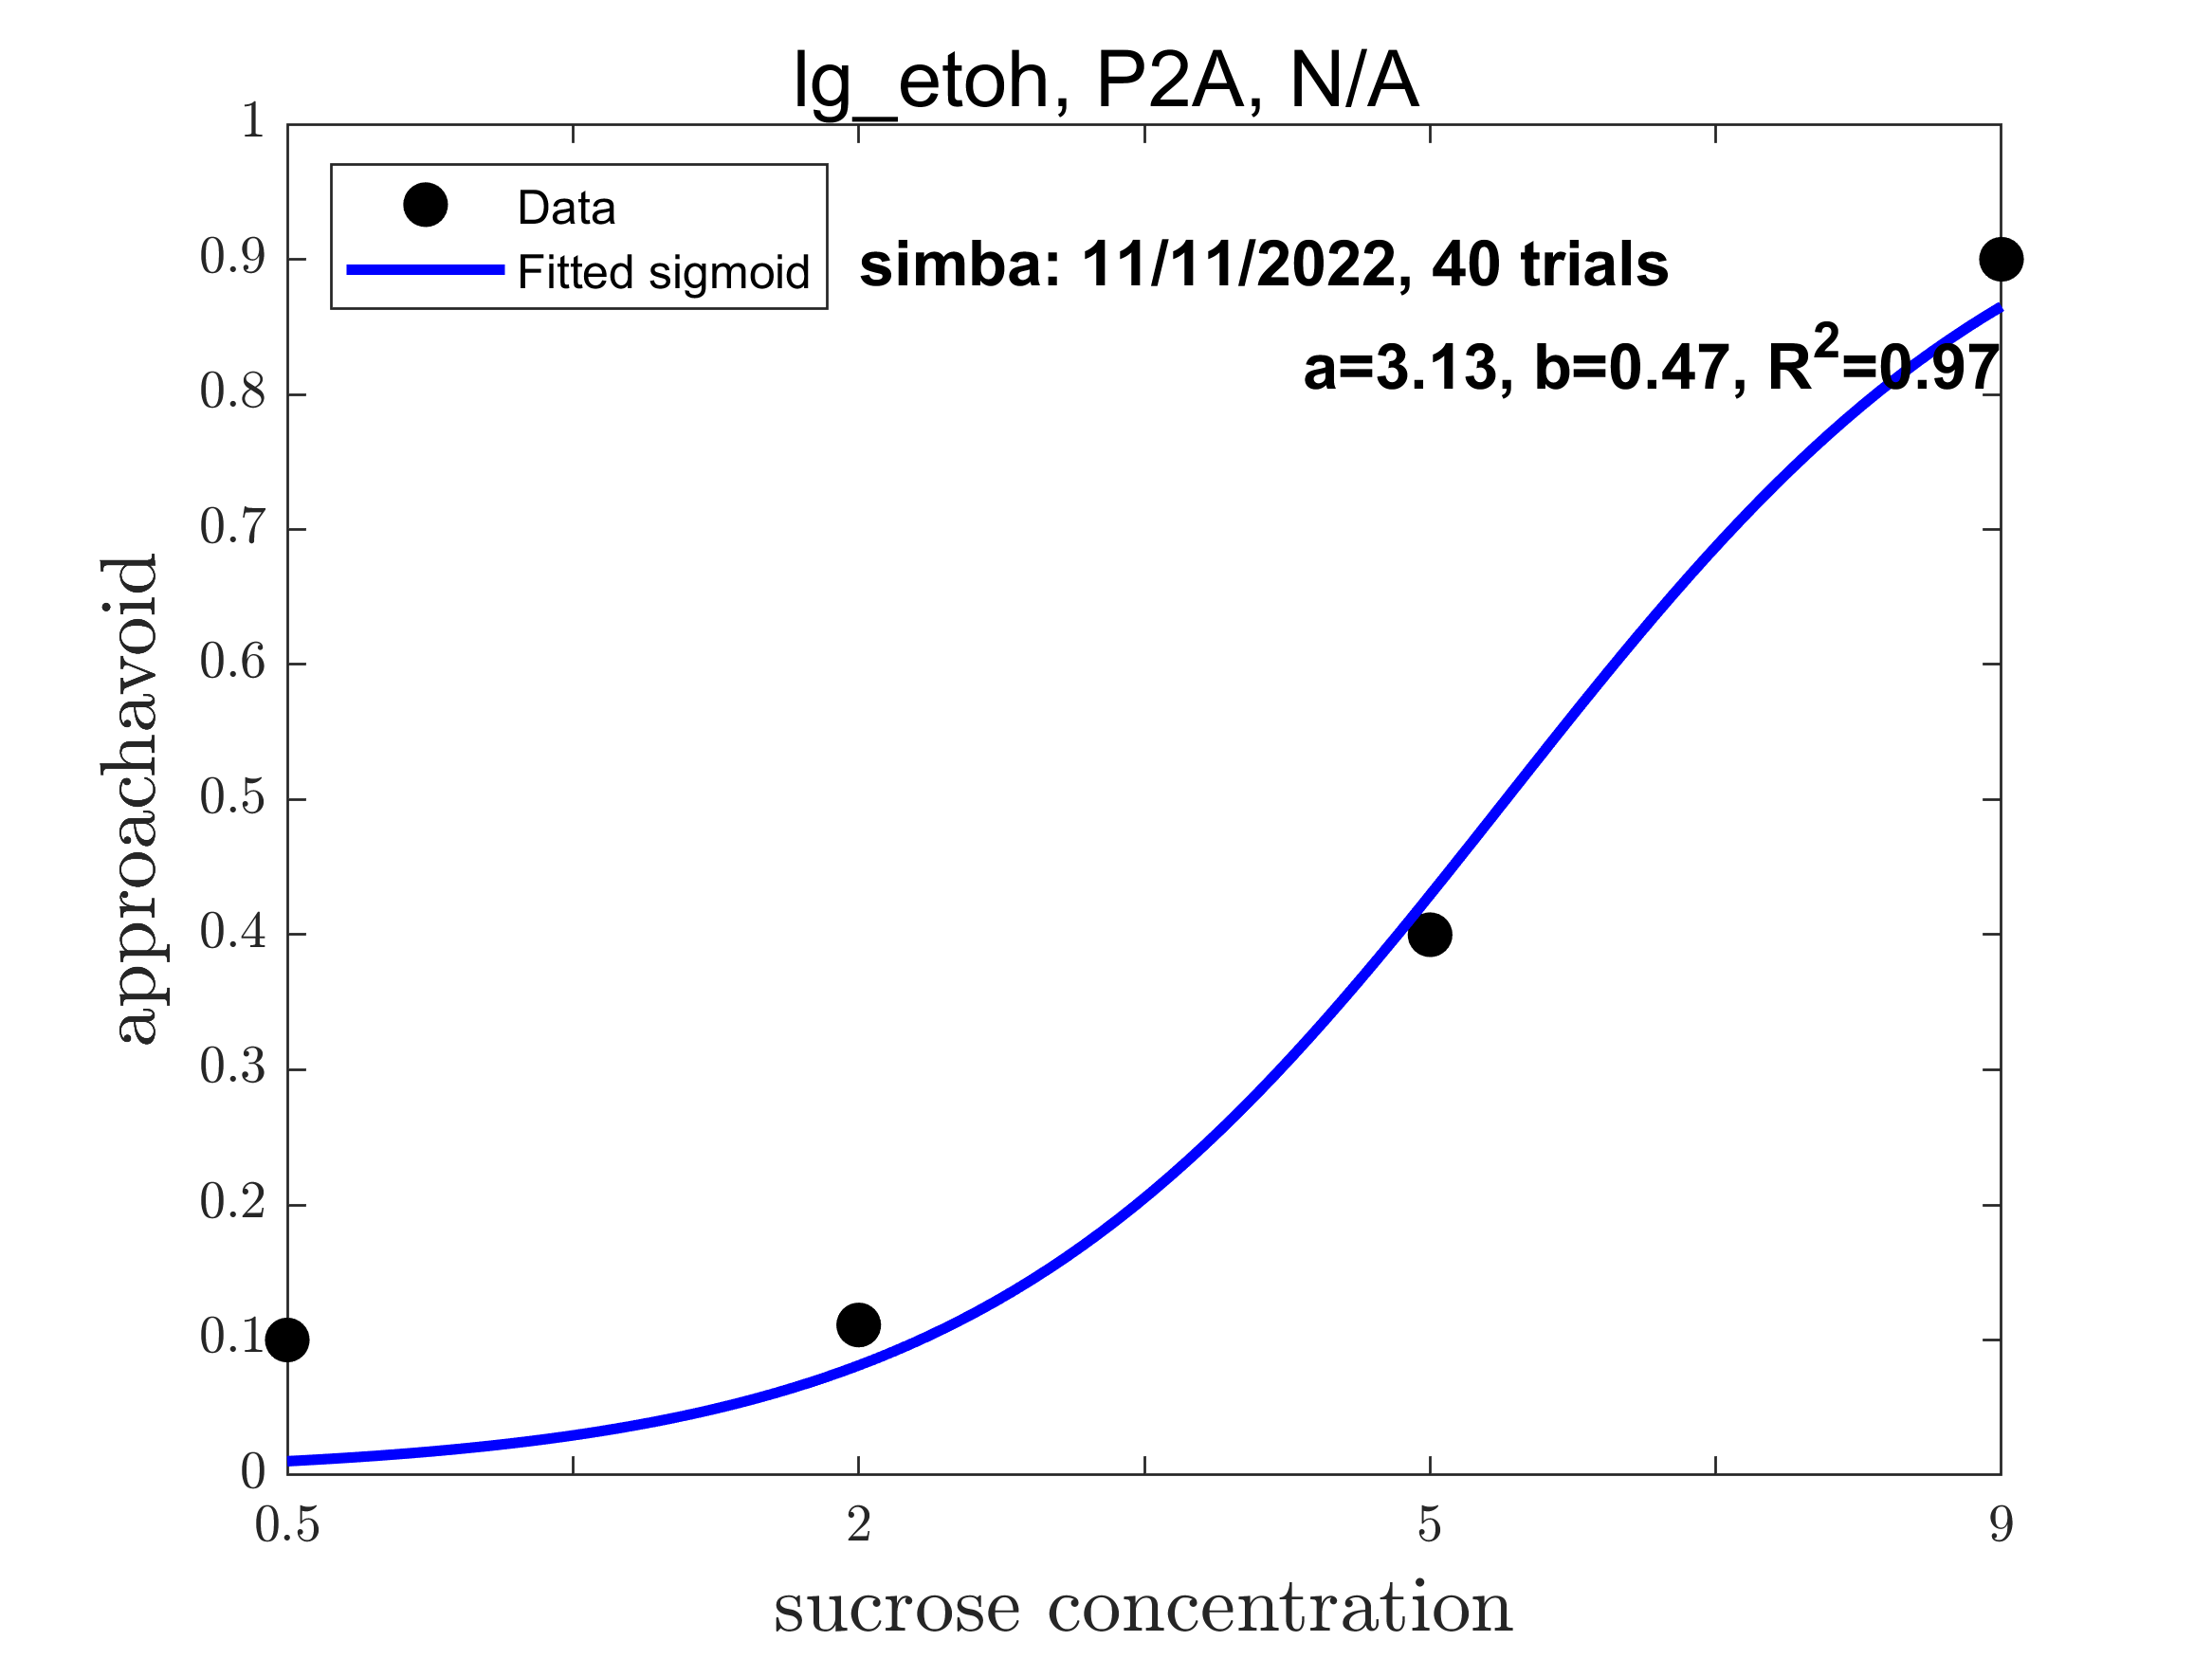 lg_etoh, P2A, N/A
Data
Fitted sigmoid
simba: 11/11/2022, 40 trials
a=3.13, b=0.47, R²=0.97
approachavoid
1
0.9
0.8
0.7
0.6
0.5
0.4
0.3
0.2
0.1
0
0.5 2 5 9
sucrose concentration